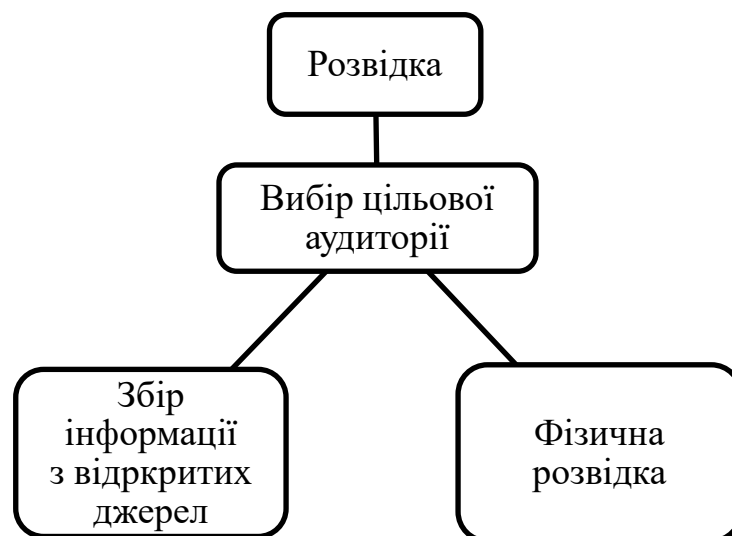 Розвідка
Вибір цільової
аудиторії
Збір
інформації
з відркритих
джерел
Фізична
розвідка